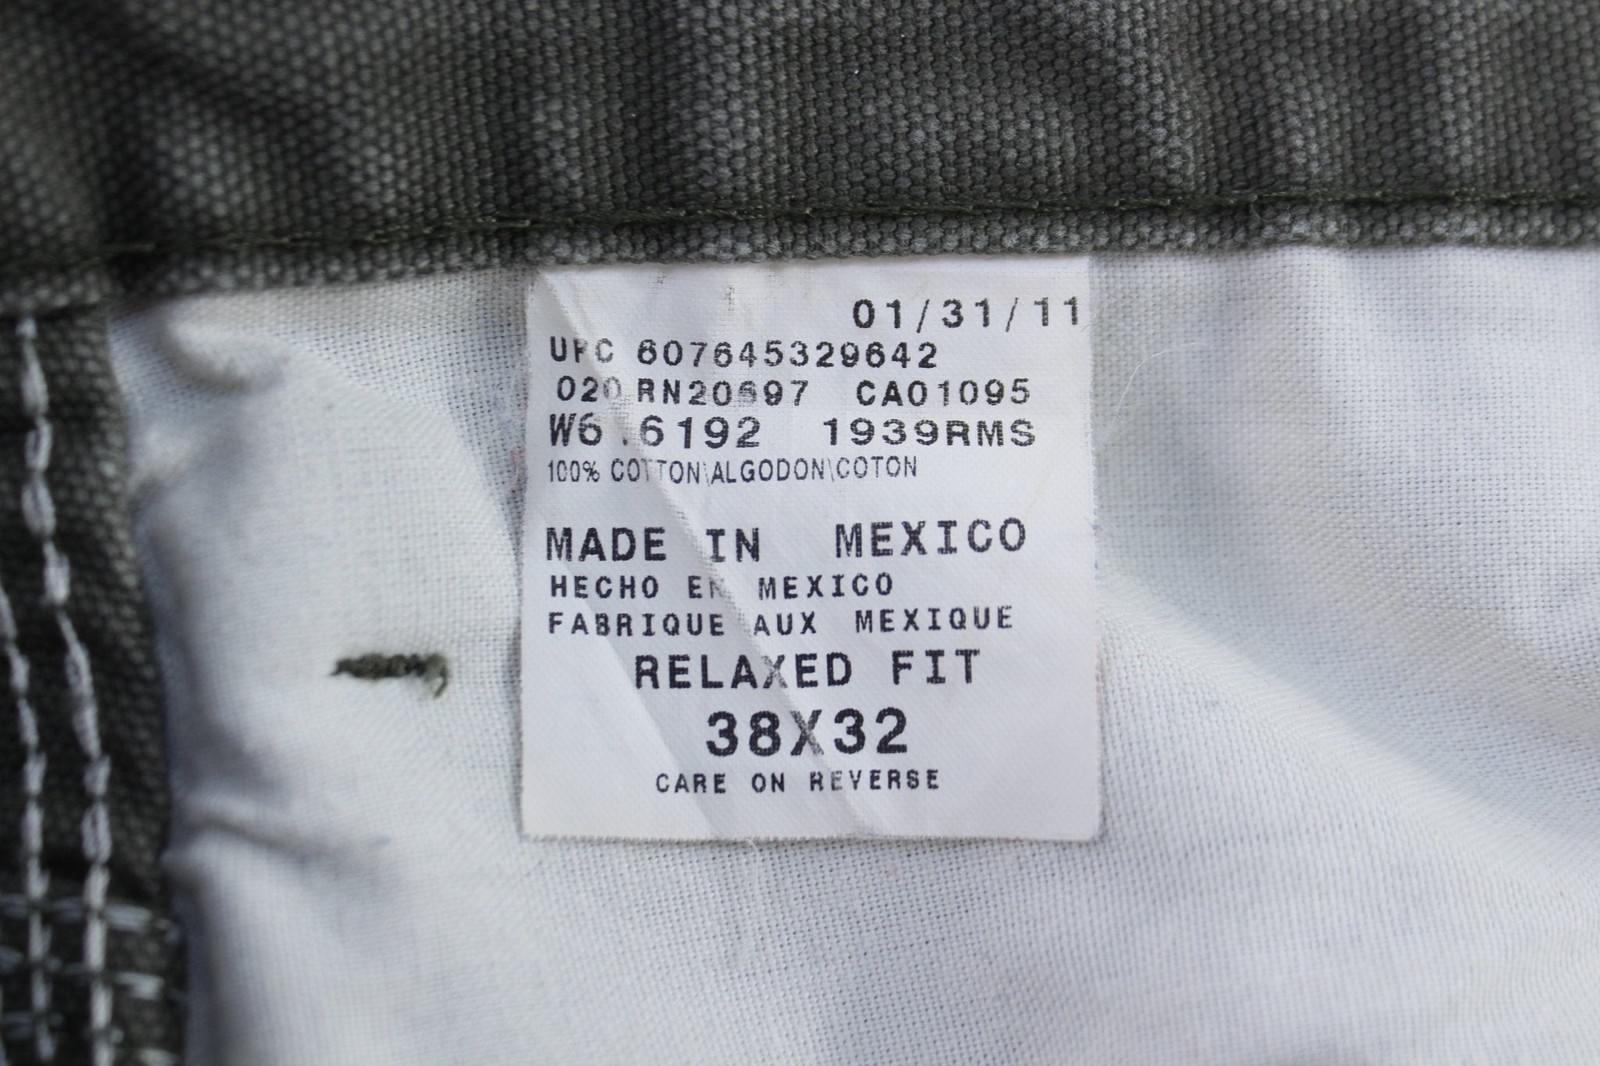 01/31/11
UPC 607645329642
020 RN20697 CA01095
6192 1939RMS
100% COTTON\ALGODON\COTON
MADE IN MEXICO
HECHO EN MEXICO
FABRIQUE AUX MEXIQUE
RELAXED FIT
38X32
CARE ON REVERSE